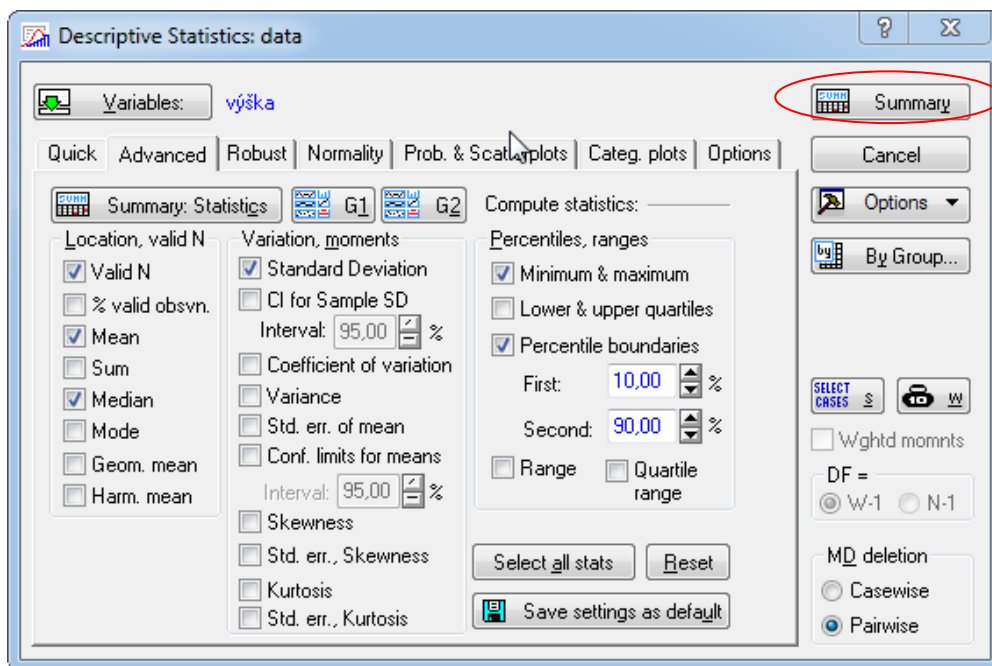 Descriptive Statistics: data
?
Variables: výška
SUMM Summary
Quick Advanced Robust Normality Prob. & Scatterplots Categ. plots Options
Cancel
SUMM Summary: Statistics G1 G2 Compute statistics:
Options
by By Group...
Location, valid N
Valid N
% valid obsvn.
Mean
Sum
Median
Mode
Geom. mean
Harm. mean
Variation, moments
Standard Deviation
CI for Sample SD
Interval: 95,00 %
Coefficient of variation
Variance
Std. err. of mean
Conf. limits for means
Interval: 95,00 %
Skewness
Std. err., Skewness
Kurtosis
Std. err., Kurtosis
Percentiles, ranges
Minimum & maximum
Lower & upper quartiles
Percentile boundaries
First: 10,00 %
Second: 90,00 %
Range Quartile
range
Select all stats Reset
Save settings as default
SELECT
CASES S W
Wghtd momnts
DF =
W-1 N-1
MD deletion
Casewise
Pairwise